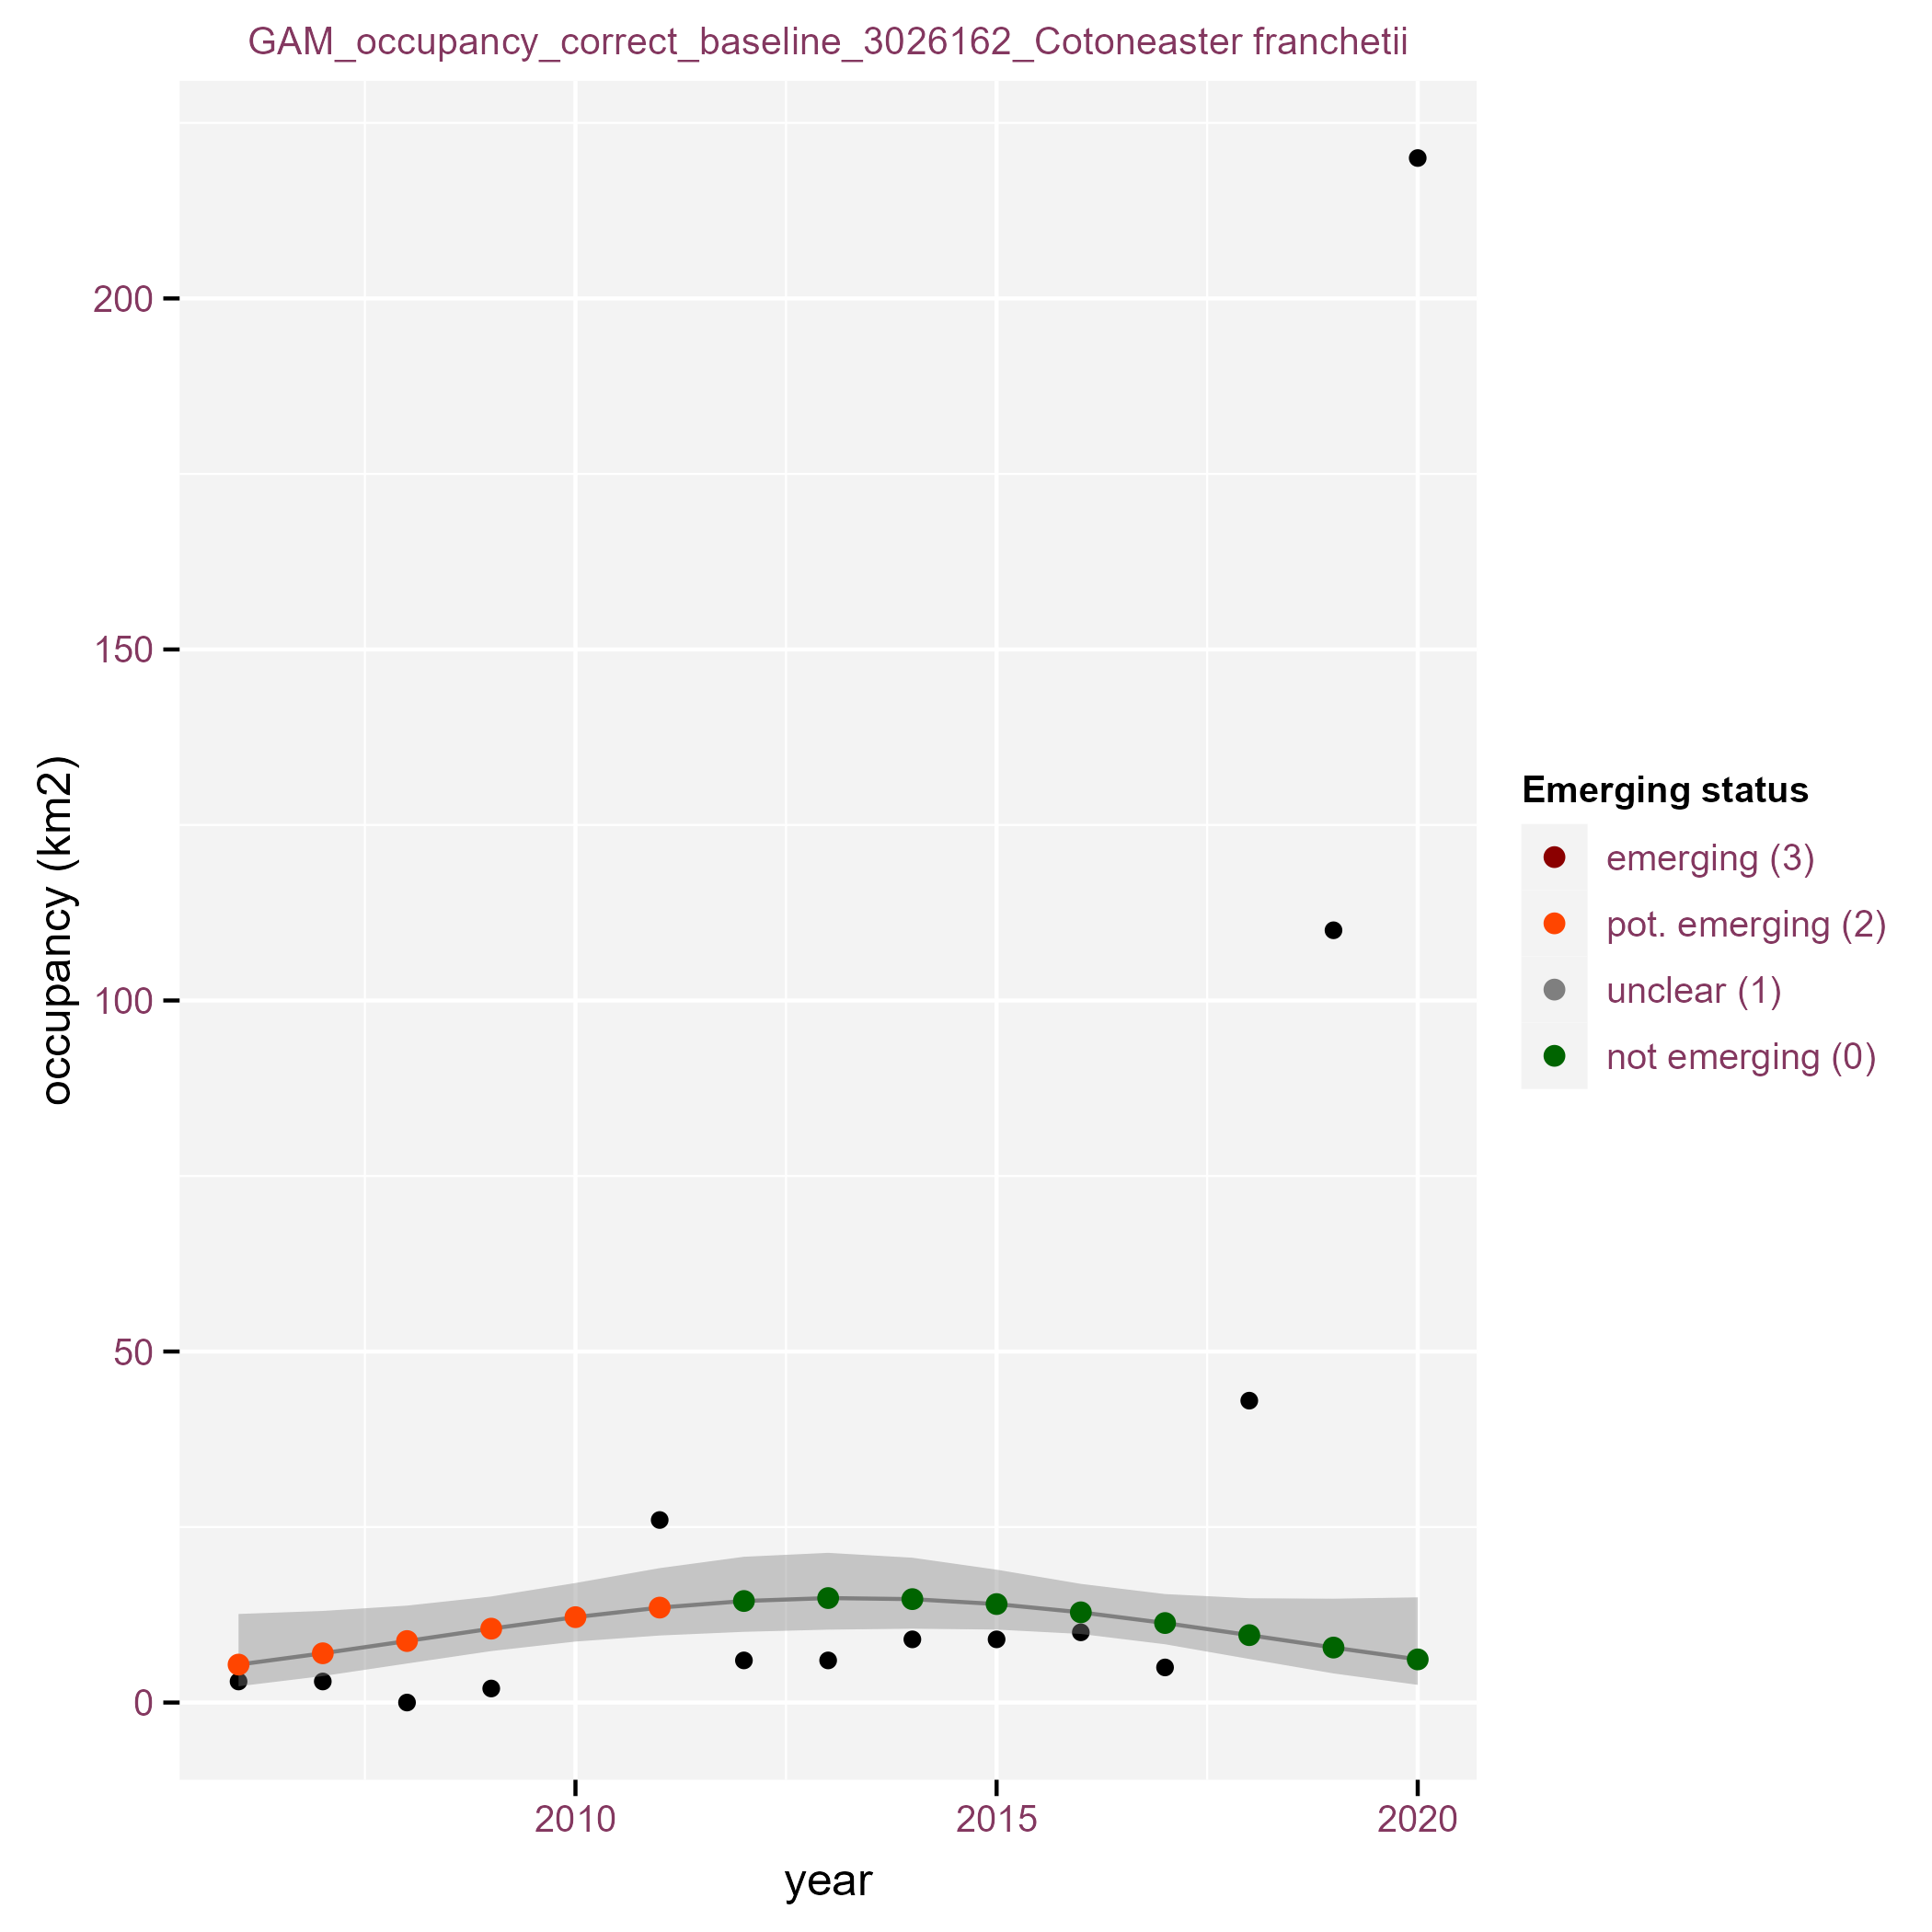 GAM_occupancy_correct_baseline_3026162_Cotoneaster franchetii
200
150
100
50
0
occupancy (km2)
2010
2015
2020
year
Emerging status
emerging (3)
pot. emerging (2)
unclear (1)
not emerging (0)